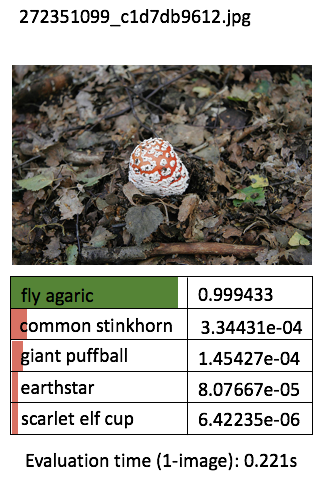 272351099_c1d7db9612.jpg
fly agaric 0.999433
common stinkhorn 3.34431e-04
giant puffball 1.45427e-04
earthstar 8.07667e-05
scarlet elf cup 6.42235e-06
Evaluation time (1-image): 0.221s